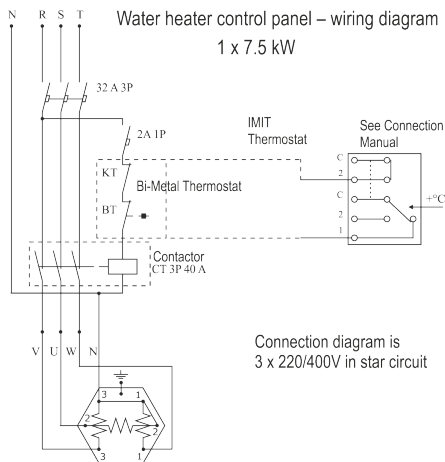 Water heater control panel – wiring diagram
1 x 7.5 kW
N R S T
32 A 3P
2A 1P
IMIT
Thermostat
See Connection
Manual
KT
Bi-Metal Thermostat
BT
C
2
C
2
1
+°C
Contactor
CT 3P 40 A
V U W N
Connection diagram is
3 x 220/400V in star circuit
3 1
2 2
3 1